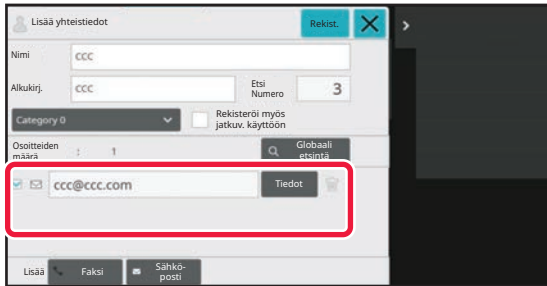 Lisää yhteistiedot
Rekist.
Nimi
ccc
Alkukirj.
ccc
Etsi
Numero
3
Category 0
Rekisteröi myös
jatkuv. käyttöön
Osoitteiden
määrä
: 1
Globaali
etsintä
ccc@ccc.com
Tiedot
Lisää
Faksi
Sähkö-
posti